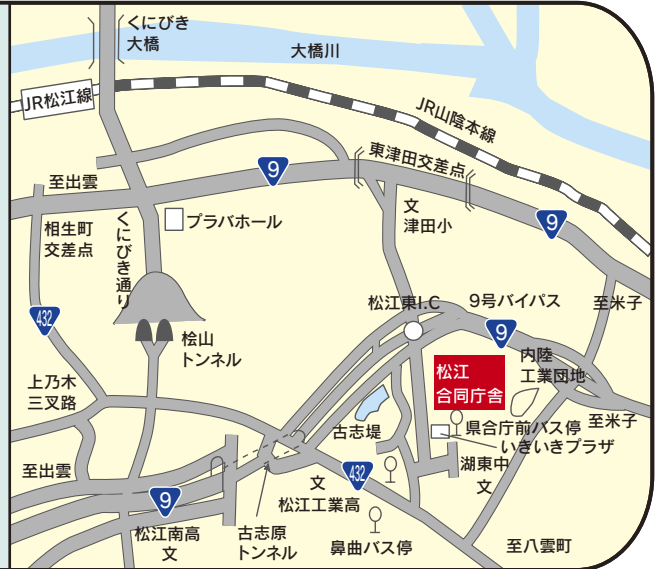 くにびき
大橋
大橋川
JR松江線
JR山陰本線
東津田交差点
至出雲
9
文
津田小
相生町
交差点
くにびき通り
プラバホール
9
432
松江東I.C
9号バイパス
至米子
桧山
トンネル
9
松江
合同庁舎
内陸
工業団地
上乃木
三叉路
至米子
県合庁前バス停
いきいきプラザ
古志堤
湖東中
文
至出雲
432
文
松江工業高
9
松江南高
文
古志原
トンネル
鼻曲バス停
至八雲町